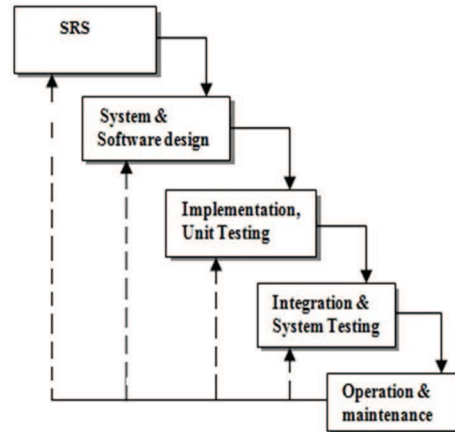 SRS
System &
Software design
Implementation,
Unit Testing
Integration &
System Testing
Operation &
maintenance